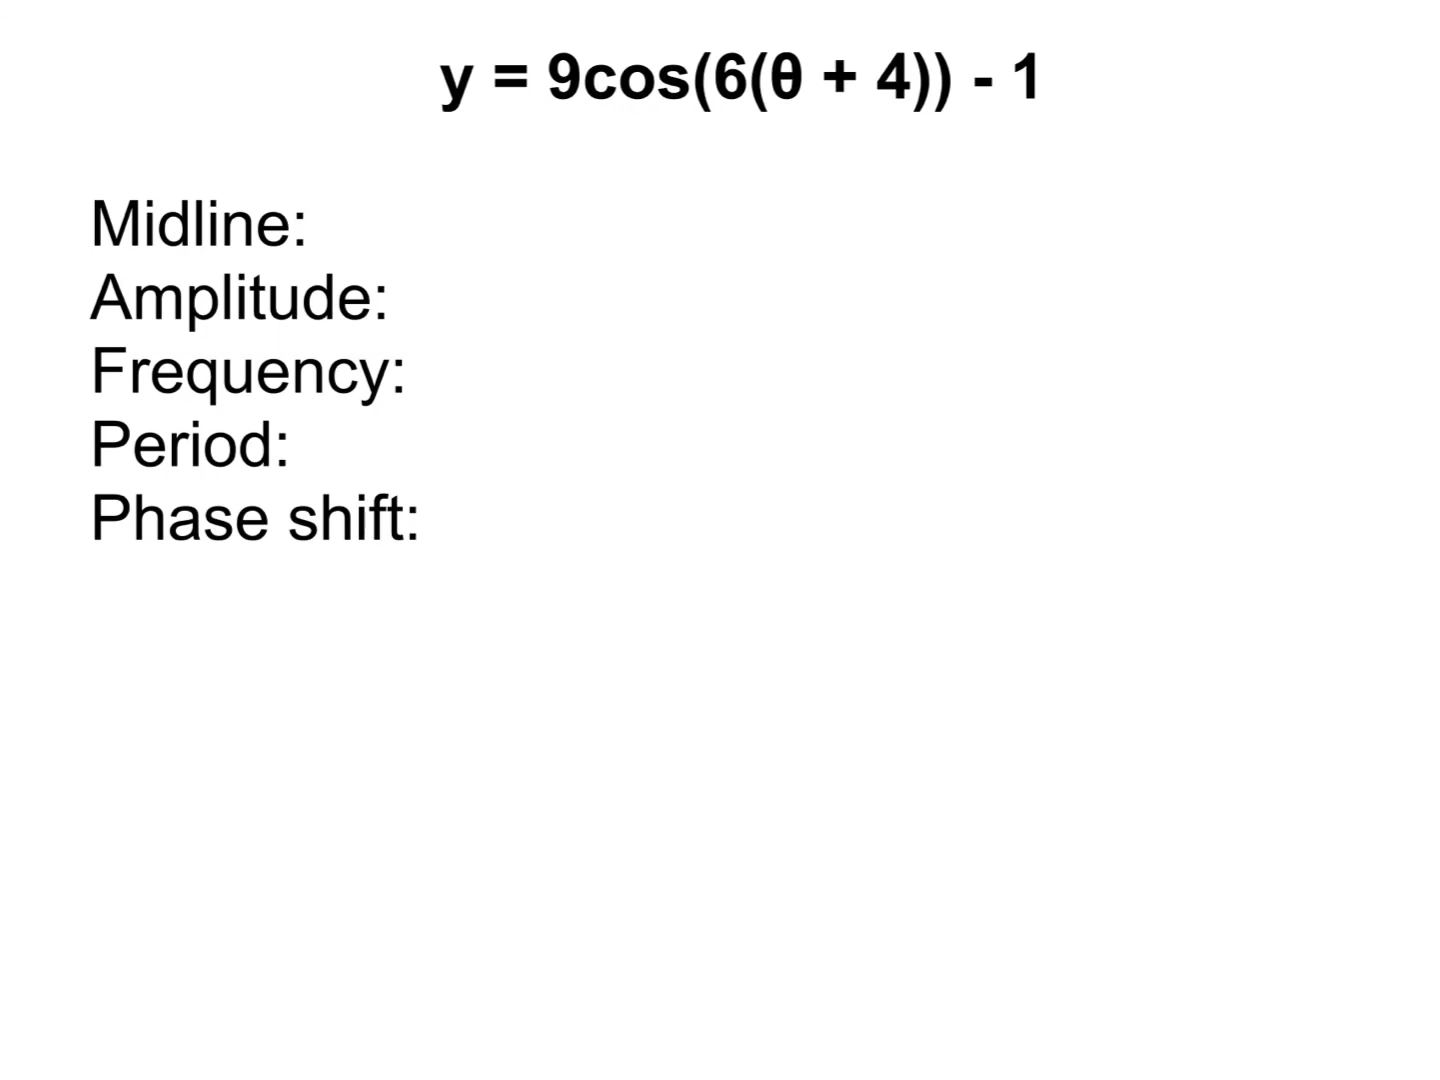 y = 9cos(6(θ + 4)) - 1
Midline:
Amplitude:
Frequency:
Period:
Phase shift: